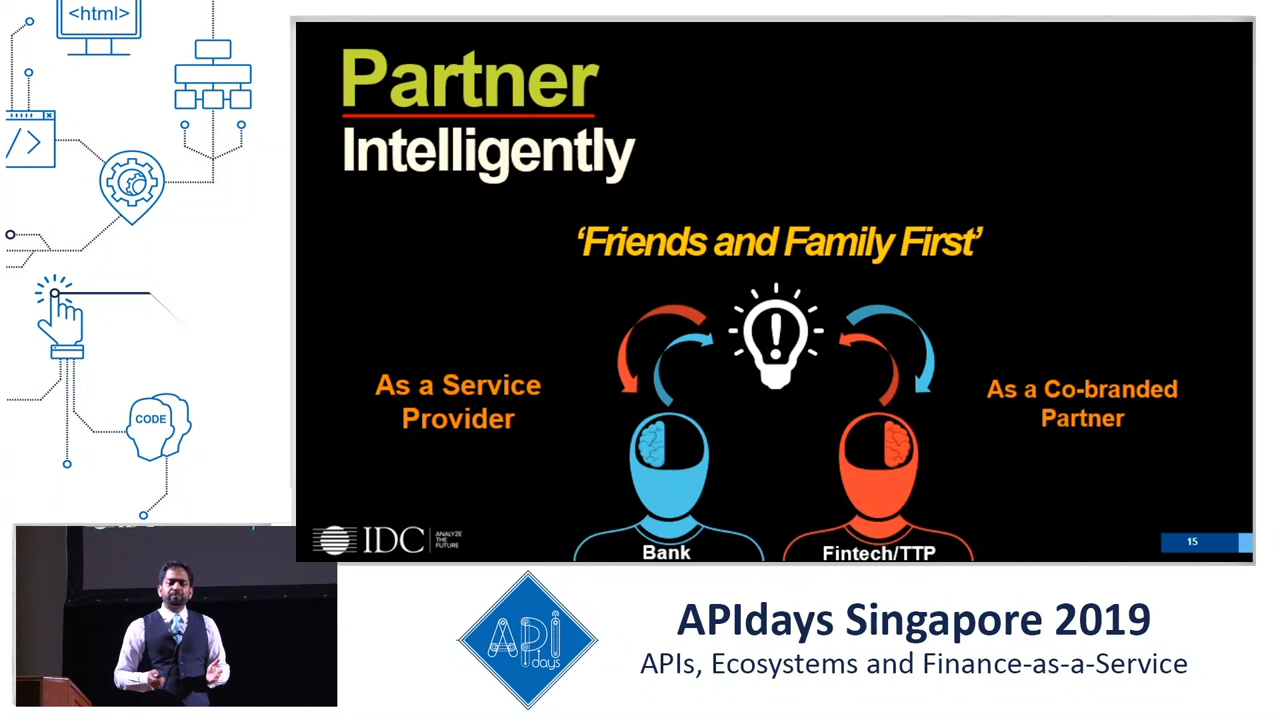 <html>
Partner
Intelligently
‘Friends and Family First’
As a Service
Provider
As a Co-branded
Partner
</>
CODE
Bank
Fintech/TTP
IDC
ANALYZE
THE
FUTURE
15
IDC
API
days
APIdays Singapore 2019
APIs, Ecosystems and Finance-as-a-Service